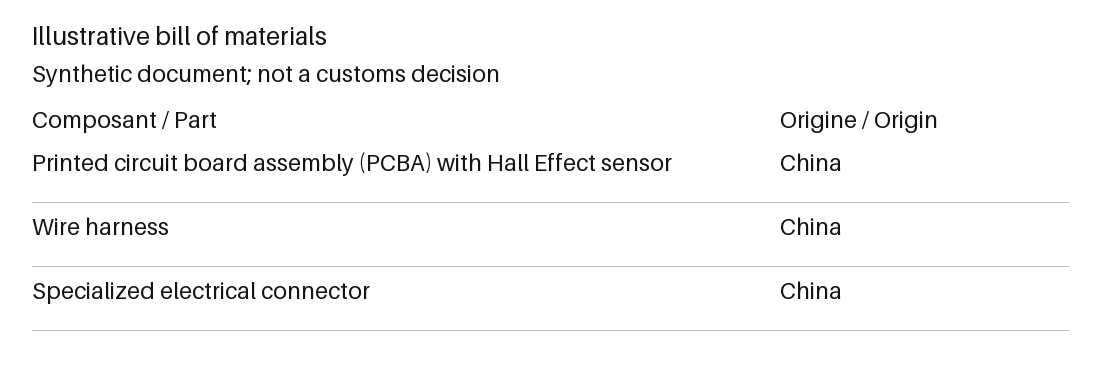 Illustrative bill of materials
Synthetic document; not a customs decision
Composant / Part Origine / Origin
Printed circuit board assembly (PCBA) with Hall Effect sensor China
Wire harness China
Specialized electrical connector China